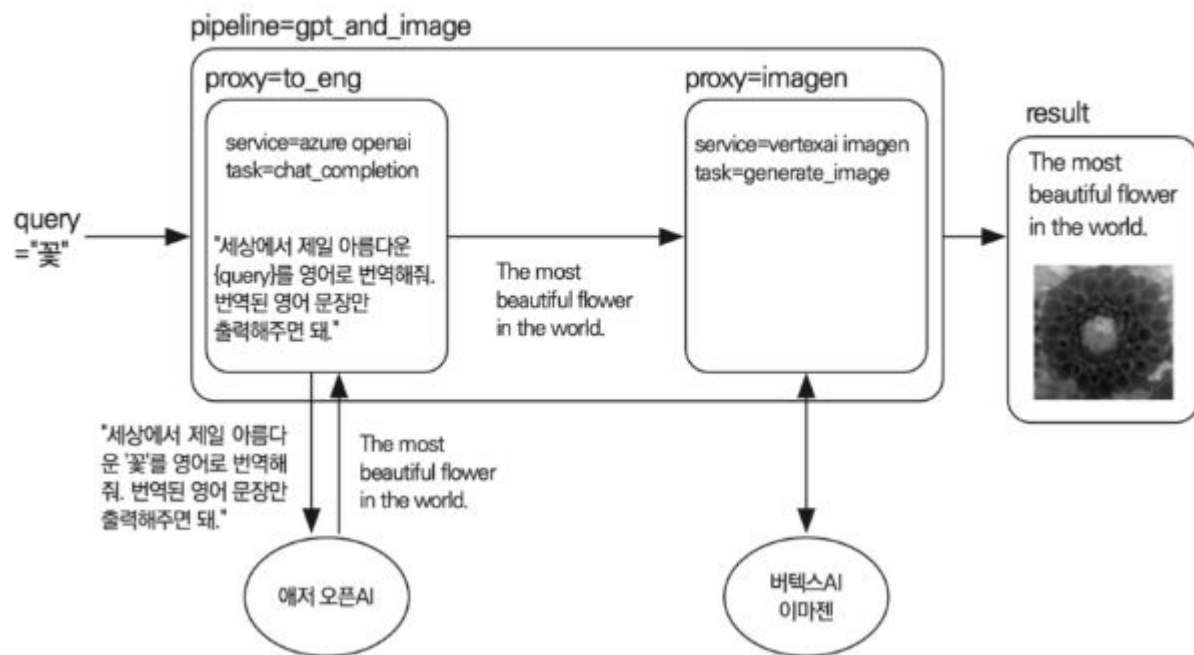 pipeline=gpt_and_image
proxy=to_eng
service=azure openai
task=chat_completion
"세상에서 제일 아름다운
{query}를 영어로 번역해줘.
번역된 영어 문장만
출력해주면 돼."
query
="꽃"
The most
beautiful flower
in the world.
proxy=imagen
service=vertexai imagen
task=generate_image
result
The most
beautiful flower
in the world.
"세상에서 제일 아름다
운 '꽃'를 영어로 번역해
줘. 번역된 영어 문장만
출력해주면 돼."
The most
beautiful flower
in the world.
애저 오픈AI
버텍스AI
이마젠